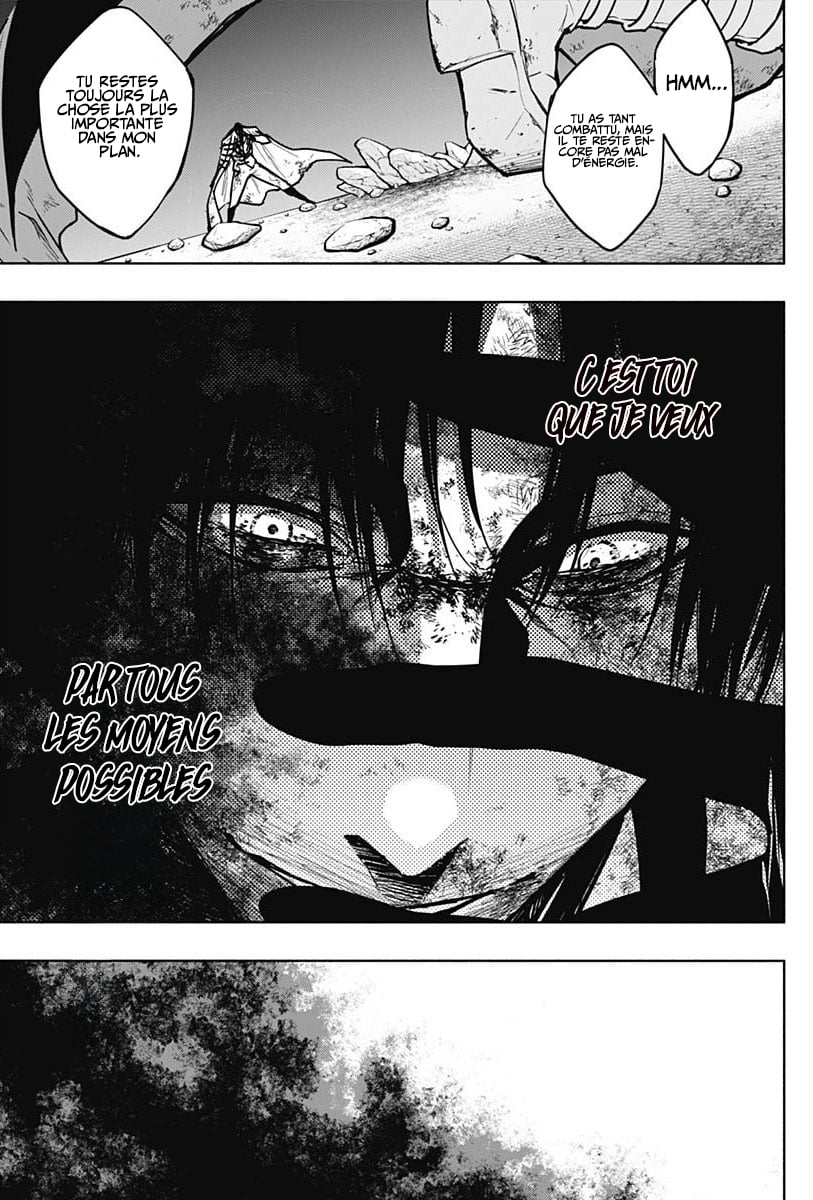 HMM...
TU AS TANT
COMBATTU, MAIS
IL TE RESTE EN-
CORE PAS MAL
D'ÉNERGIE.
TU RESTES
TOUJOURS LA
CHOSE LA PLUS
IMPORTANTE
DANS MON
PLAN.
C'EST TOI
QUE JE VEUX
PAR TOUS
LES MOYENS
POSSIBLES